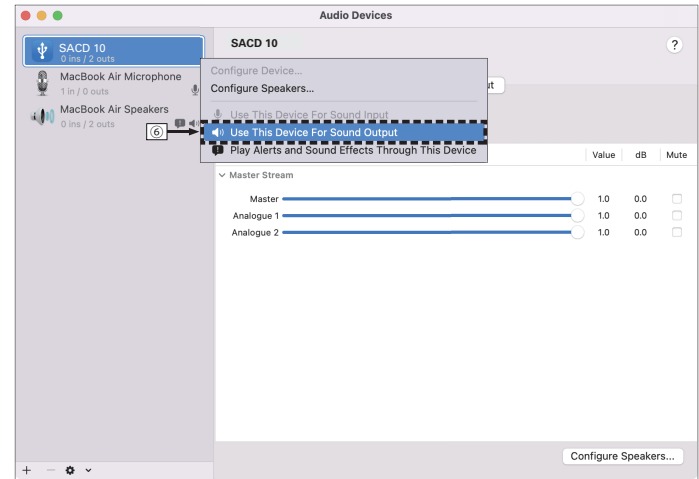 Audio Devices
SACD 10
0 ins / 2 outs
MacBook Air Microphone
1 in / 0 outs
MacBook Air Speakers
0 ins / 2 outs
SACD 10
?
Configure Device...
Configure Speakers...
Use This Device For Sound Input
⑥
Use This Device For Sound Output
Play Alerts and Sound Effects Through This Device
Value dB Mute
Master Stream
Master 1.0 0.0
Analogue 1 1.0 0.0
Analogue 2 1.0 0.0
Configure Speakers...